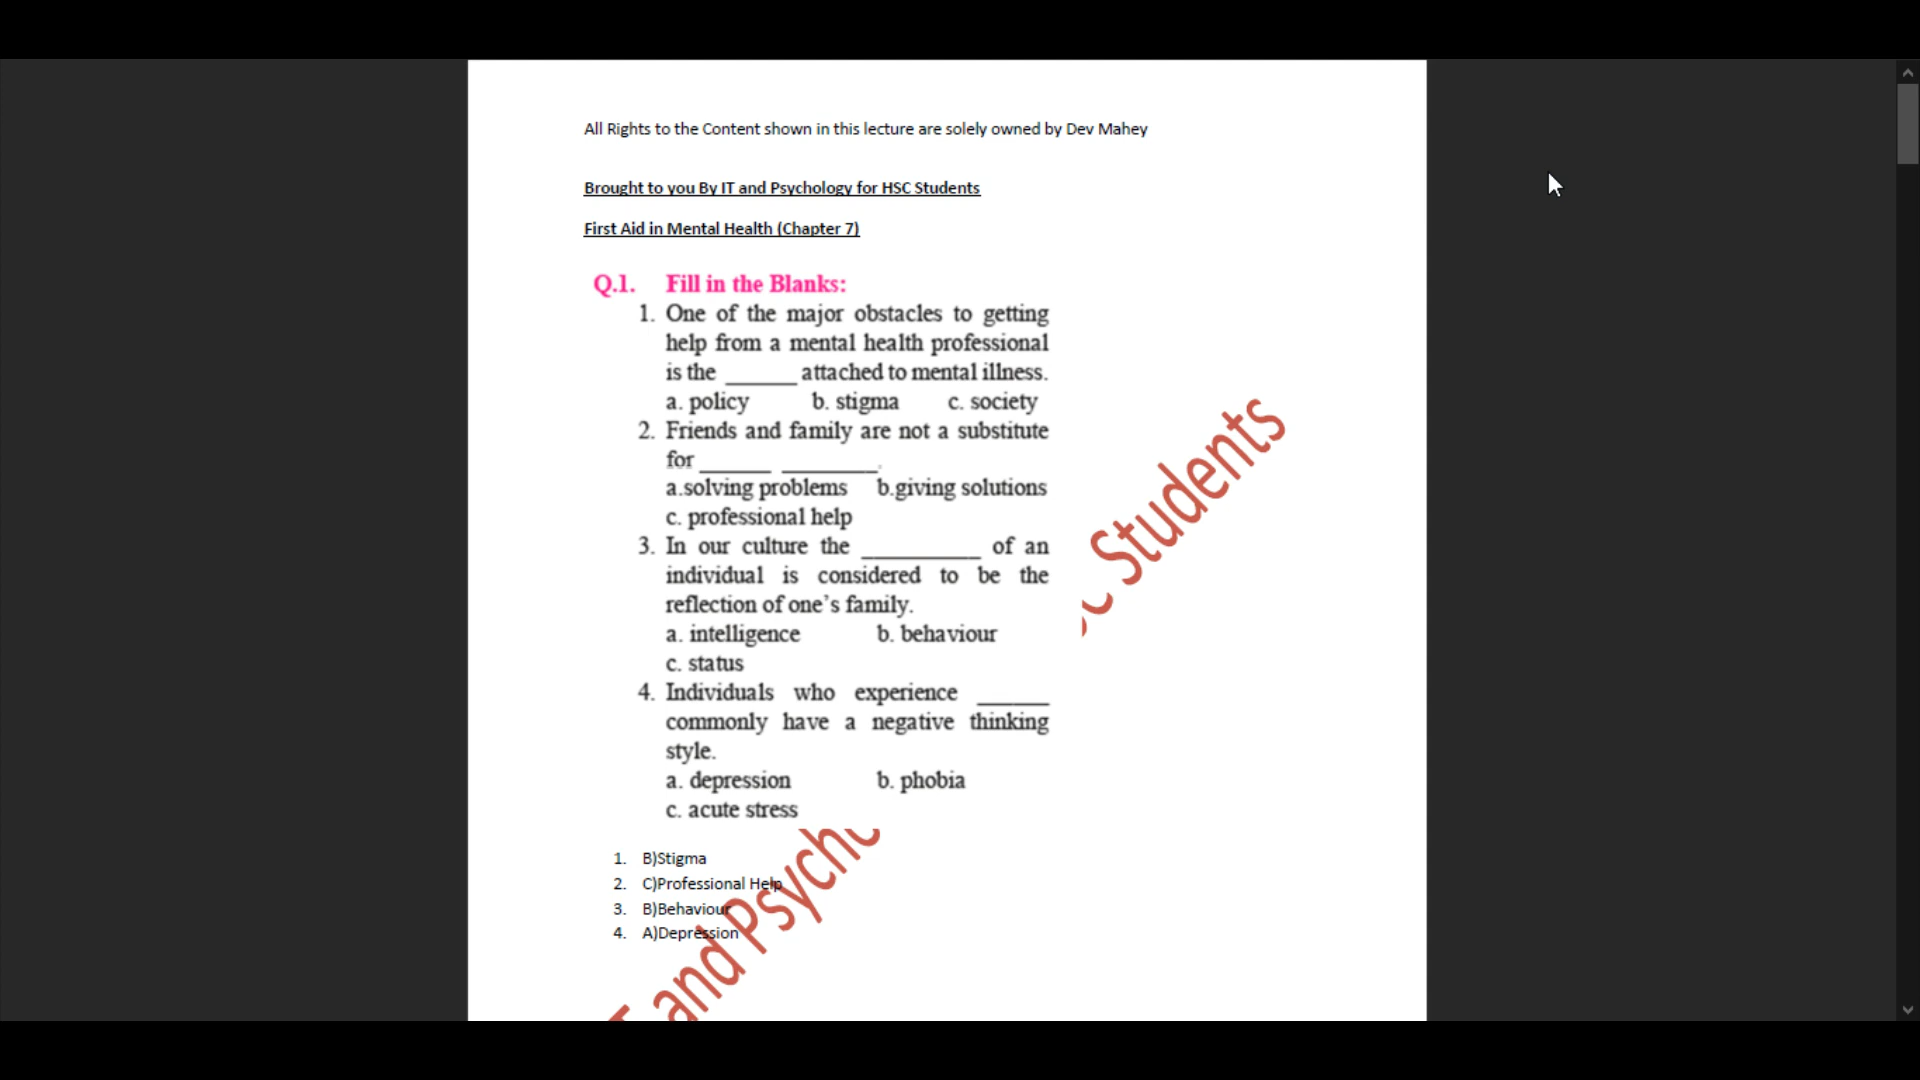 All Rights to the Content shown in this lecture are solely owned by Dev Mahey
Brought to you By IT and Psychology for HSC Students
First Aid in Mental Health (Chapter 7)
Q.1. Fill in the Blanks:
1. One of the major obstacles to getting
help from a mental health professional
is the ______ attached to mental illness.
a. policy b. stigma c. society
2. Friends and family are not a substitute
for ______ ________.
a.solving problems b.giving solutions
c. professional help
3. In our culture the __________ of an
individual is considered to be the
reflection of one's family.
a. intelligence b. behaviour
c. status
4. Individuals who experience ______
commonly have a negative thinking
style.
a. depression b. phobia
c. acute stress
1. B)Stigma
2. C)Professional Help
3. B)Behaviour
4. A)Depression
Students
and Psycho